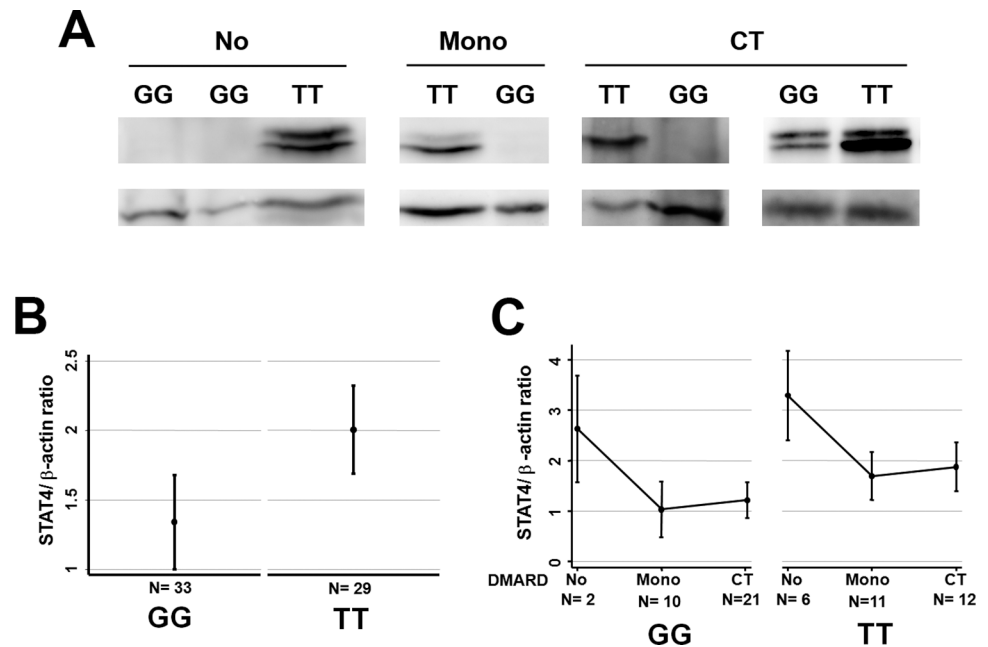 A
No Mono CT
GG GG TT TT GG TT GG GG TT
B
STAT4/ β-actin ratio
2.5
2
1.5
1
N= 33 N= 29
GG TT
C
STAT4/ β-actin ratio
4
3
2
1
0
DMARD No Mono CT No Mono CT
N= 2 N= 10 N=21 N= 6 N=11 N= 12
GG TT